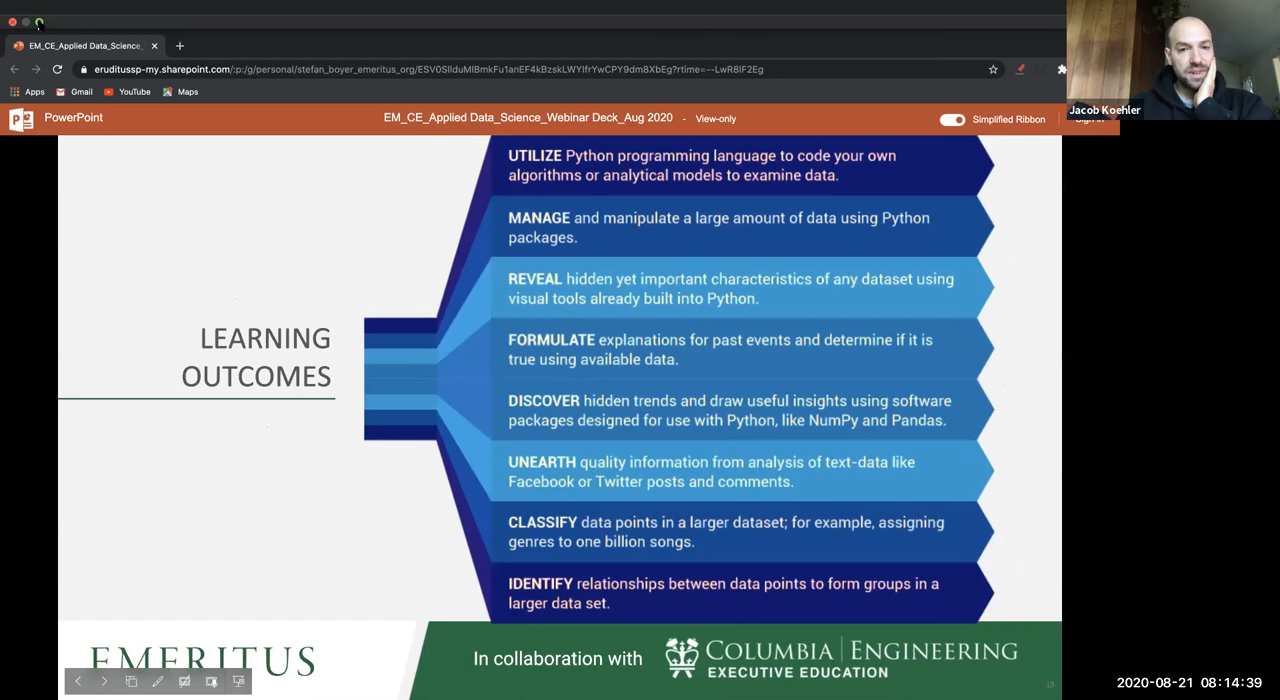 EM_CE_Applied Data_Science_
eruditussp-my.sharepoint.com/:p:/g/personal/stefan_boyer_emeritus_org/ESV0SlIduMlBmkFu1anEF4kBzskLWYIfrYwCPY9dm8XbEg?rtime=--LwR8lF2Eg
Apps Gmail YouTube Maps
Jacob Koehler
PowerPoint
EM_CE_Applied Data_Science_Webinar Deck_Aug 2020 - View-only
Simplified Ribbon
UTILIZE Python programming language to code your own
algorithms or analytical models to examine data.
MANAGE and manipulate a large amount of data using Python
packages.
REVEAL hidden yet important characteristics of any dataset using
visual tools already built into Python.
LEARNING
OUTCOMES
FORMULATE explanations for past events and determine if it is
true using available data.
DISCOVER hidden trends and draw useful insights using software
packages designed for use with Python, like NumPy and Pandas.
UNEARTH quality information from analysis of text-data like
Facebook or Twitter posts and comments.
CLASSIFY data points in a larger dataset; for example, assigning
genres to one billion songs.
IDENTIFY relationships between data points to form groups in a
larger data set.
EMERITUS
In collaboration with
COLUMBIA | ENGINEERING
EXECUTIVE EDUCATION
2020-08-21 08:14:39